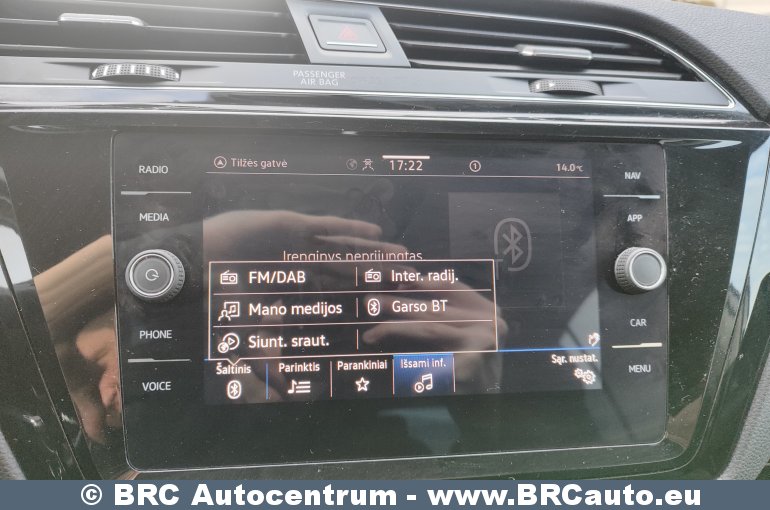 PASSENGER
AIR BAG
RADIO
MEDIA
PHONE
VOICE
Tilžės gatvė 17:22 1 14.0°C
Įrenginys neprijungtas
FM/DAB Inter. radij.
Mano medijos Garso BT
Siunt. sraut.
Šaltinis Parinktis Parankiniai Išsami inf. Sąr. nustat.
NAV
APP
CAR
MENU
© BRC Autocentrum - www.BRCauto.eu